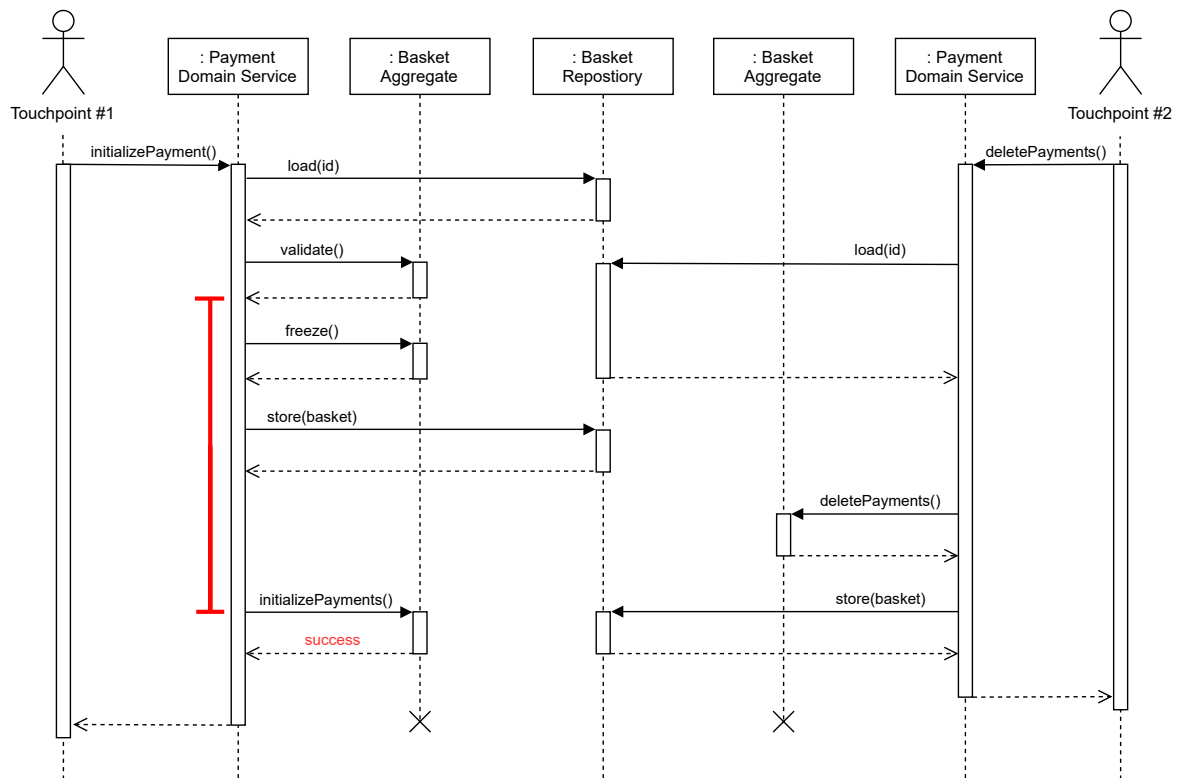 : Payment
Domain Service
: Basket
Aggregate
: Basket
Repostiory
: Basket
Aggregate
: Payment
Domain Service
Touchpoint #1
Touchpoint #2
initializePayment()
deletePayments()
load(id)
validate()
load(id)
freeze()
store(basket)
deletePayments()
initializePayments()
store(basket)
success